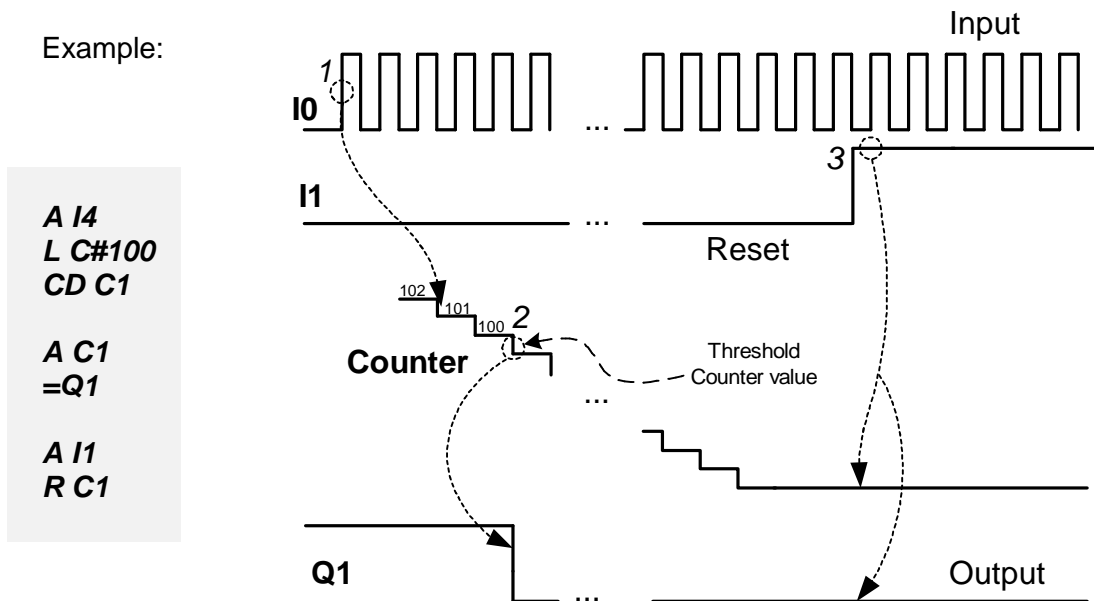 Example:
Input
1
I0
...
3
I1
...
Reset
A I4
L C#100
CD C1
A C1
=Q1
A I1
R C1
102
101
100
2
Counter
Threshold
Counter value
...
Q1
...
Output